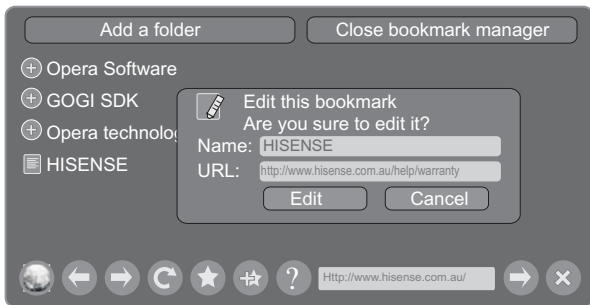 Add a folder
Close bookmark manager
Opera Software
GOGI SDK
Opera technolo
HISENSE
Edit this bookmark
Are you sure to edit it?
Name: HISENSE
URL: http://www.hisense.com.au/help/warranty
Edit
Cancel
?
Http://www.hisense.com.au/